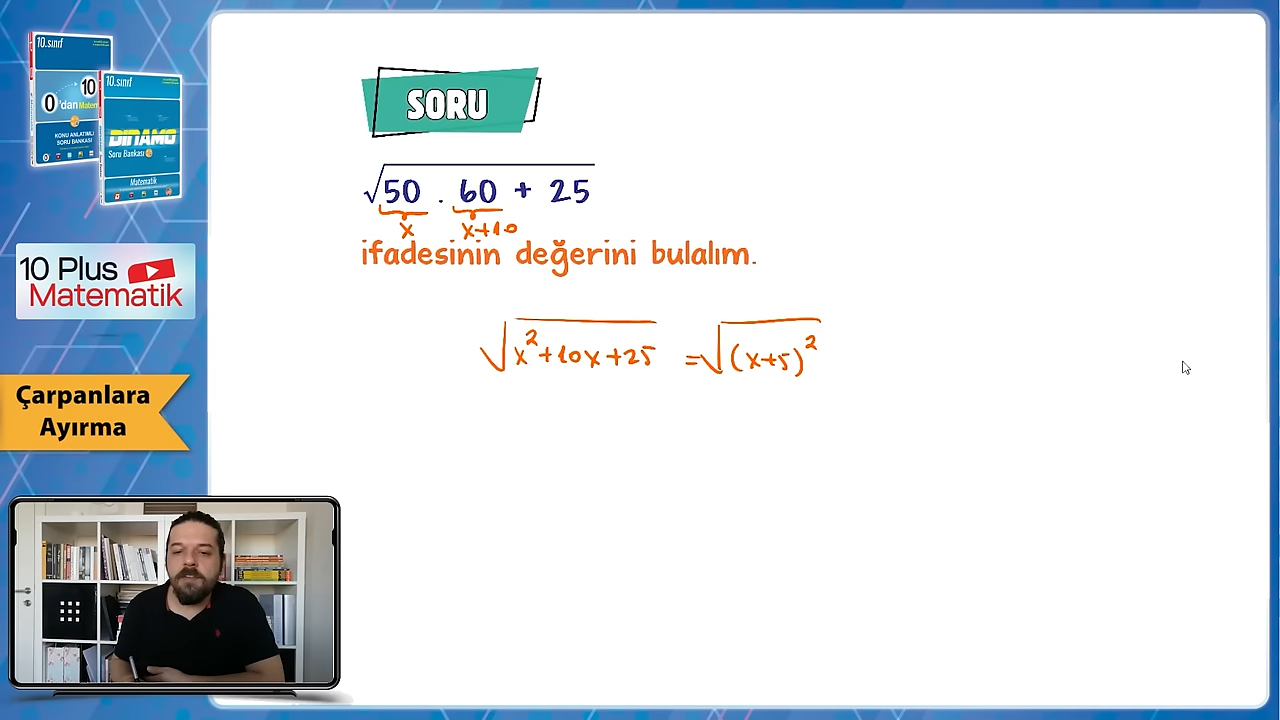 10.sınıf
0'dan 10
KONU ANLATIMLI
SORU BANKASI
10.sınıf
DİNAMO
Soru Bankası
Matematik
10 Plus
Matematik
Çarpanlara
Ayırma
SORU
√50 . 60 + 25
x x+10
ifadesinin değerini bulalım.
√x²+10x+25 = √(x+5)²